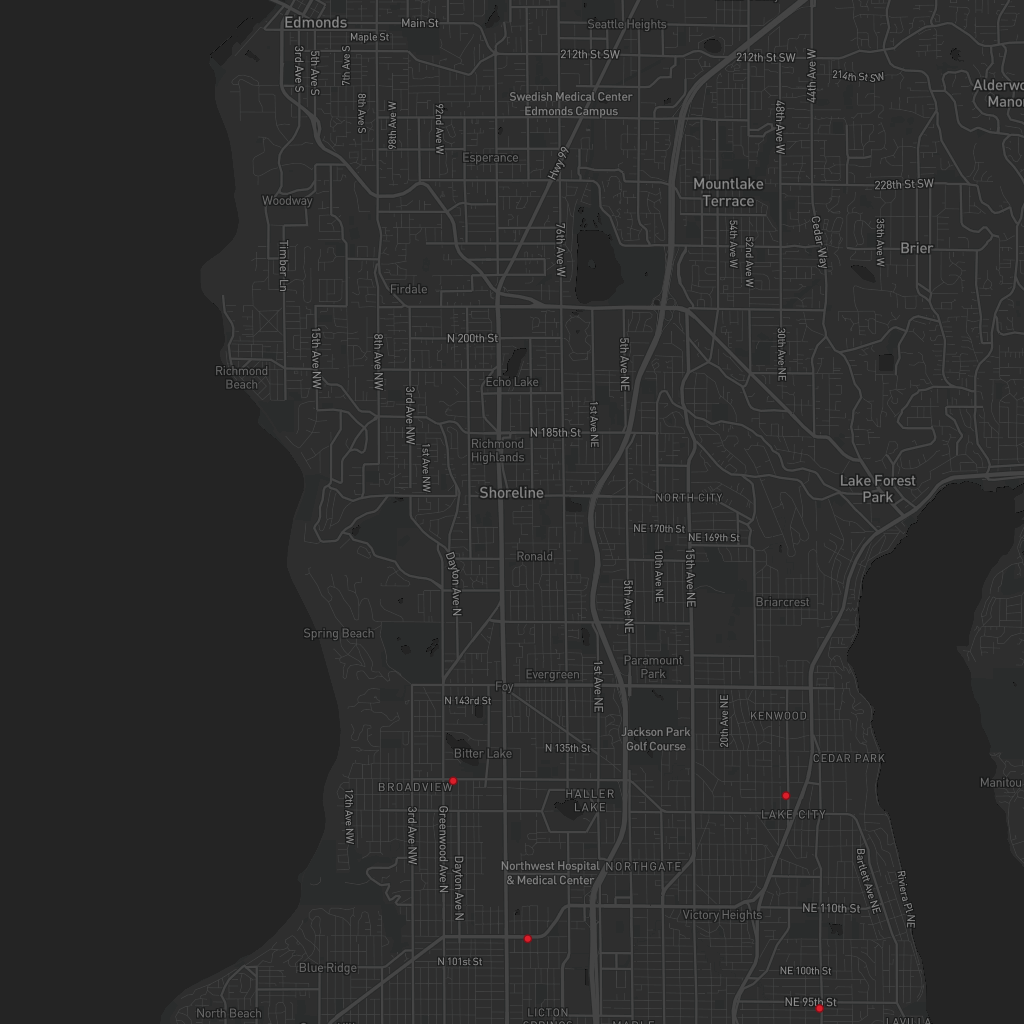 Edmonds
Main St
Seattle Heights
Maple St
3rd Ave S
5th Ave S
7th Ave S
212th St SW
212th St SW
44th Ave W
214th St SW
Alderwo
Manor
8th Ave S
98th Ave W
92nd Ave W
Swedish Medical Center
Edmonds Campus
48th Ave W
Esperance
Hwy 99
Mountlake
Terrace
228th St SW
Woodway
Timber Ln
76th Ave W
54th Ave W
52nd Ave W
Cedar Way
35th Ave W
Brier
Firdale
15th Ave NW
8th Ave NW
N 200th St
5th Ave NE
30th Ave NE
Richmond
Beach
Echo Lake
3rd Ave NW
1st Ave NE
N 185th St
1st Ave NW
Richmond
Highlands
Shoreline
NORTH CITY
Lake Forest
Park
NE 170th St
NE 169th St
Ronald
Dayton Ave N
5th Ave NE
10th Ave NE
15th Ave NE
Briarcrest
Spring Beach
Evergreen
1st Ave NE
Paramount
Park
Foy
N 143rd St
20th Ave NE
KENWOOD
Jackson Park
Golf Course
Bitter Lake
N 135th St
CEDAR PARK
BROADVIEW
Manitou
12th Ave NW
3rd Ave NW
Greenwood Ave N
HALLER
LAKE
LAKE CITY
Dayton Ave N
Northwest Hospital
& Medical Center
NORTHGATE
Bartlett Ave NE
Riviera Pl NE
Victory Heights
NE 110th St
N 101st St
Blue Ridge
NE 100th St
NE 95th St
North Beach
LICTON